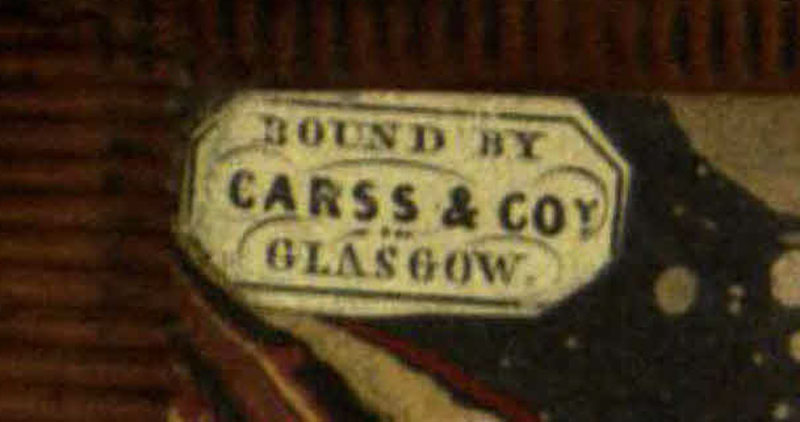 BOUND BY
CARSS & COY
GLASGOW.